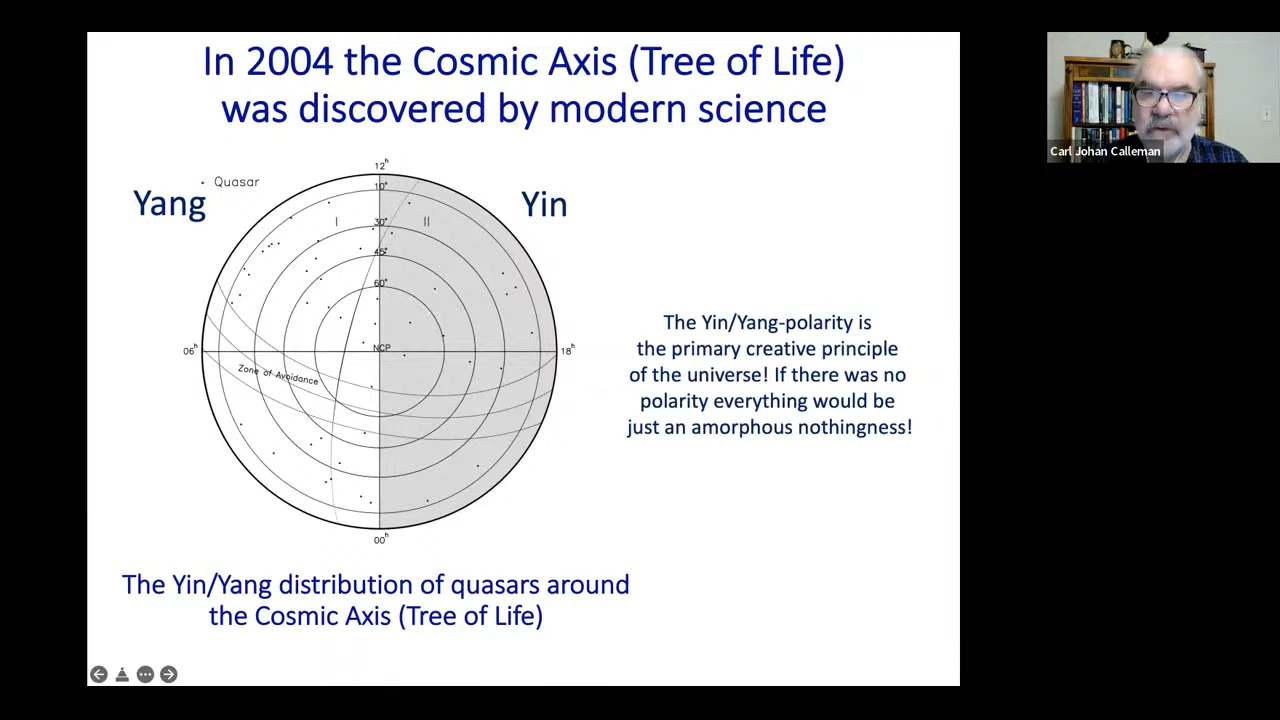 In 2004 the Cosmic Axis (Tree of Life)
was discovered by modern science
Carl Johan Calleman
12h
Quasar
10°
Yang
Yin
I
II
30°
45°
60°
The Yin/Yang-polarity is
the primary creative principle
of the universe! If there was no
polarity everything would be
just an amorphous nothingness!
06h
NCP
18h
Zone of Avoidance
00h
The Yin/Yang distribution of quasars around
the Cosmic Axis (Tree of Life)